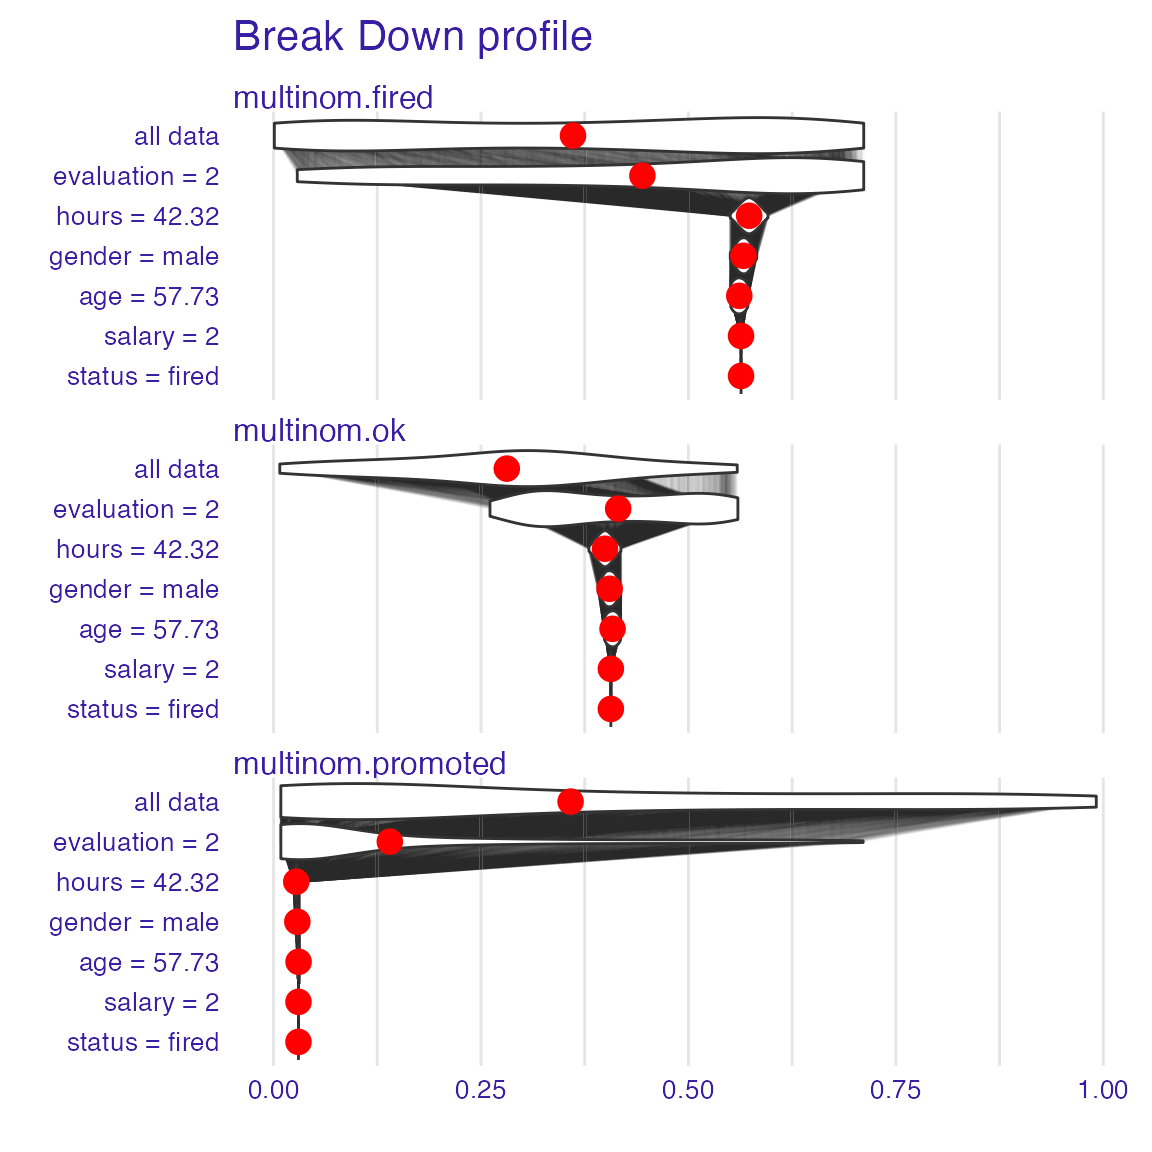 Break Down profile
multinom.fired
all data
evaluation = 2
hours = 42.32
gender = male
age = 57.73
salary = 2
status = fired
multinom.ok
all data
evaluation = 2
hours = 42.32
gender = male
age = 57.73
salary = 2
status = fired
multinom.promoted
all data
evaluation = 2
hours = 42.32
gender = male
age = 57.73
salary = 2
status = fired
0.00 0.25 0.50 0.75 1.00